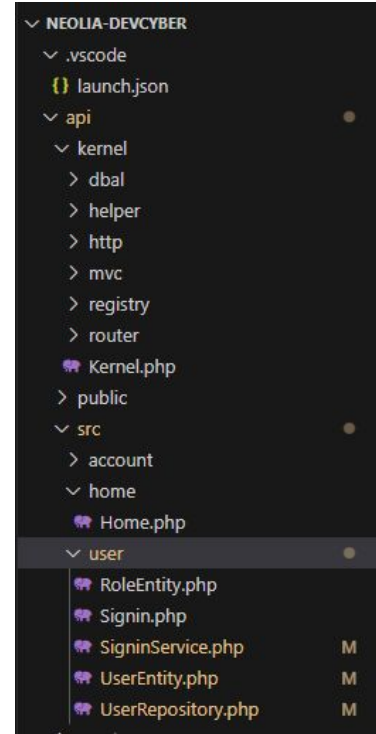 NEOLIA-DEVCYBER
.vscode
{} launch.json
api
kernel
dbal
helper
http
mvc
registry
router
Kernel.php
public
src
account
home
Home.php
user
RoleEntity.php
Signin.php
SigninService.php M
UserEntity.php M
UserRepository.php M